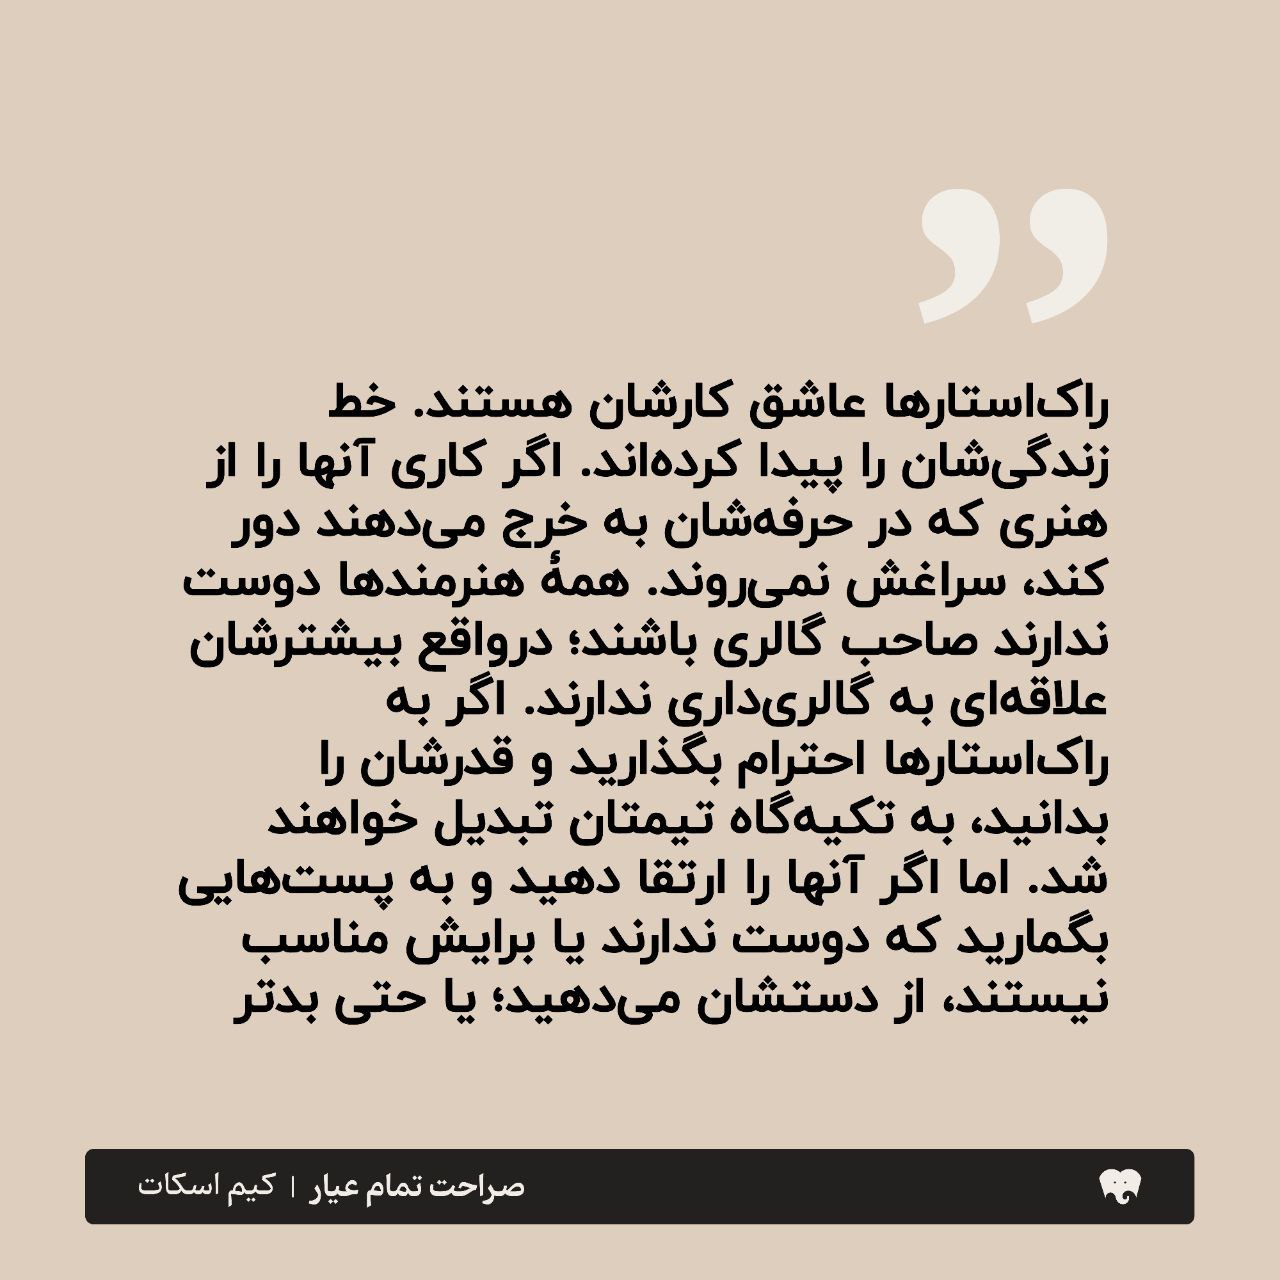 راک‌استارها عاشق کارشان هستند. خط
زندگی‌شان را پیدا کرده‌اند. اگر کاری آنها را از
هنری که در حرفه‌شان به خرج می‌دهند دور
کند، سراغش نمی‌روند. همهٔ هنرمندها دوست
ندارند صاحب گالری باشند؛ درواقع بیشترشان
علاقه‌ای به گالری‌داری ندارند. اگر به
راک‌استارها احترام بگذارید و قدرشان را
بدانید، به تکیه‌گاه تیمتان تبدیل خواهند
شد. اما اگر آنها را ارتقا دهید و به پست‌هایی
بگمارید که دوست ندارند یا برایش مناسب
نیستند، از دستشان می‌دهید؛ یا حتی بدتر
صراحت تمام عیار | کیم اسکات